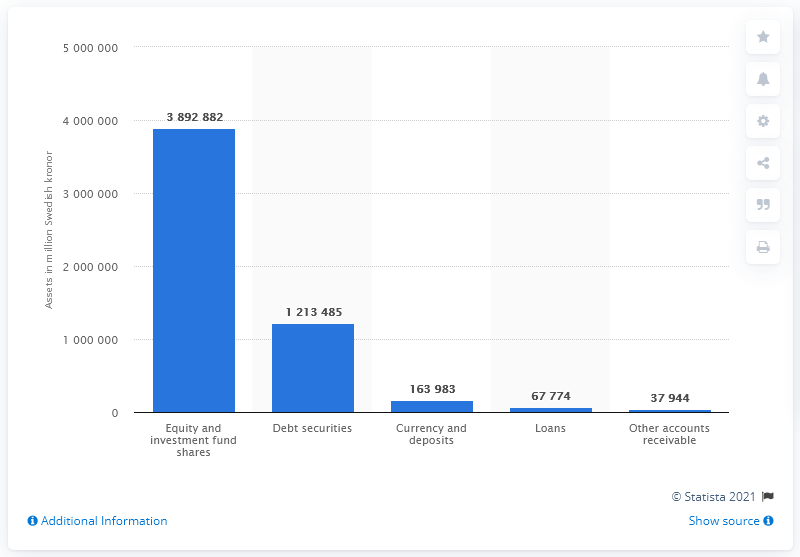 5 000 000
4 000 000
3 000 000
2 000 000
1 000 000
0
Assets in million Swedish kronor
3 892 882
1 213 485
163 983
67 774
37 944
Equity and
investment fund
shares
Debt securities
Currency and
deposits
Loans
Other accounts
receivable
© Statista 2021
Additional Information
Show source